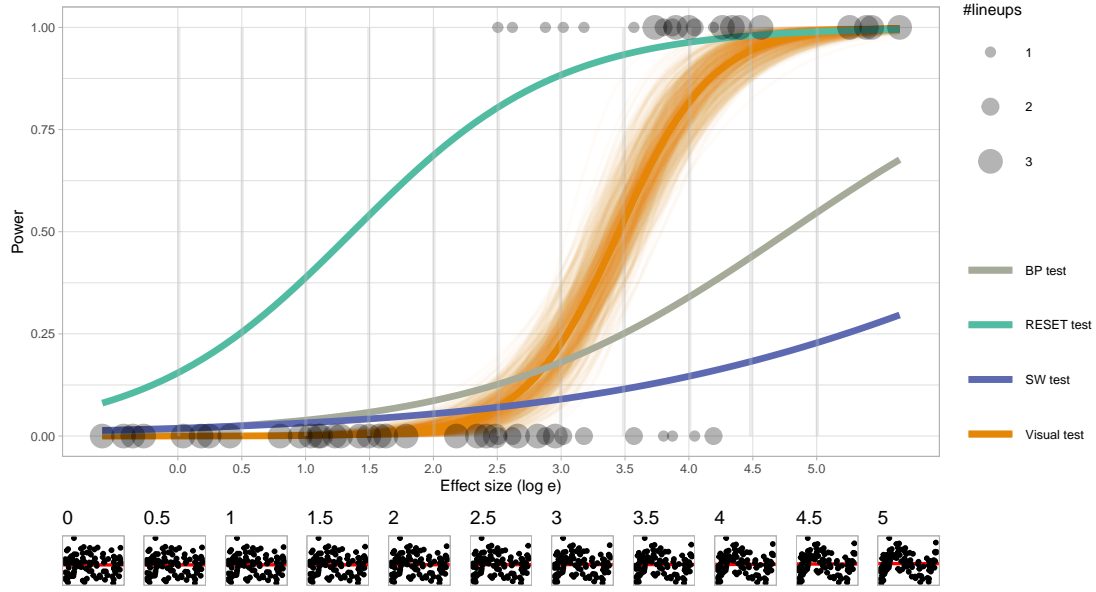 #lineups
1
2
3
BP test
RESET test
SW test
Visual test
Power
1.00
0.75
0.50
0.25
0.00
0.0 0.5 1.0 1.5 2.0 2.5 3.0 3.5 4.0 4.5 5.0
Effect size (log e)
0 0.5 1 1.5 2 2.5 3 3.5 4 4.5 5